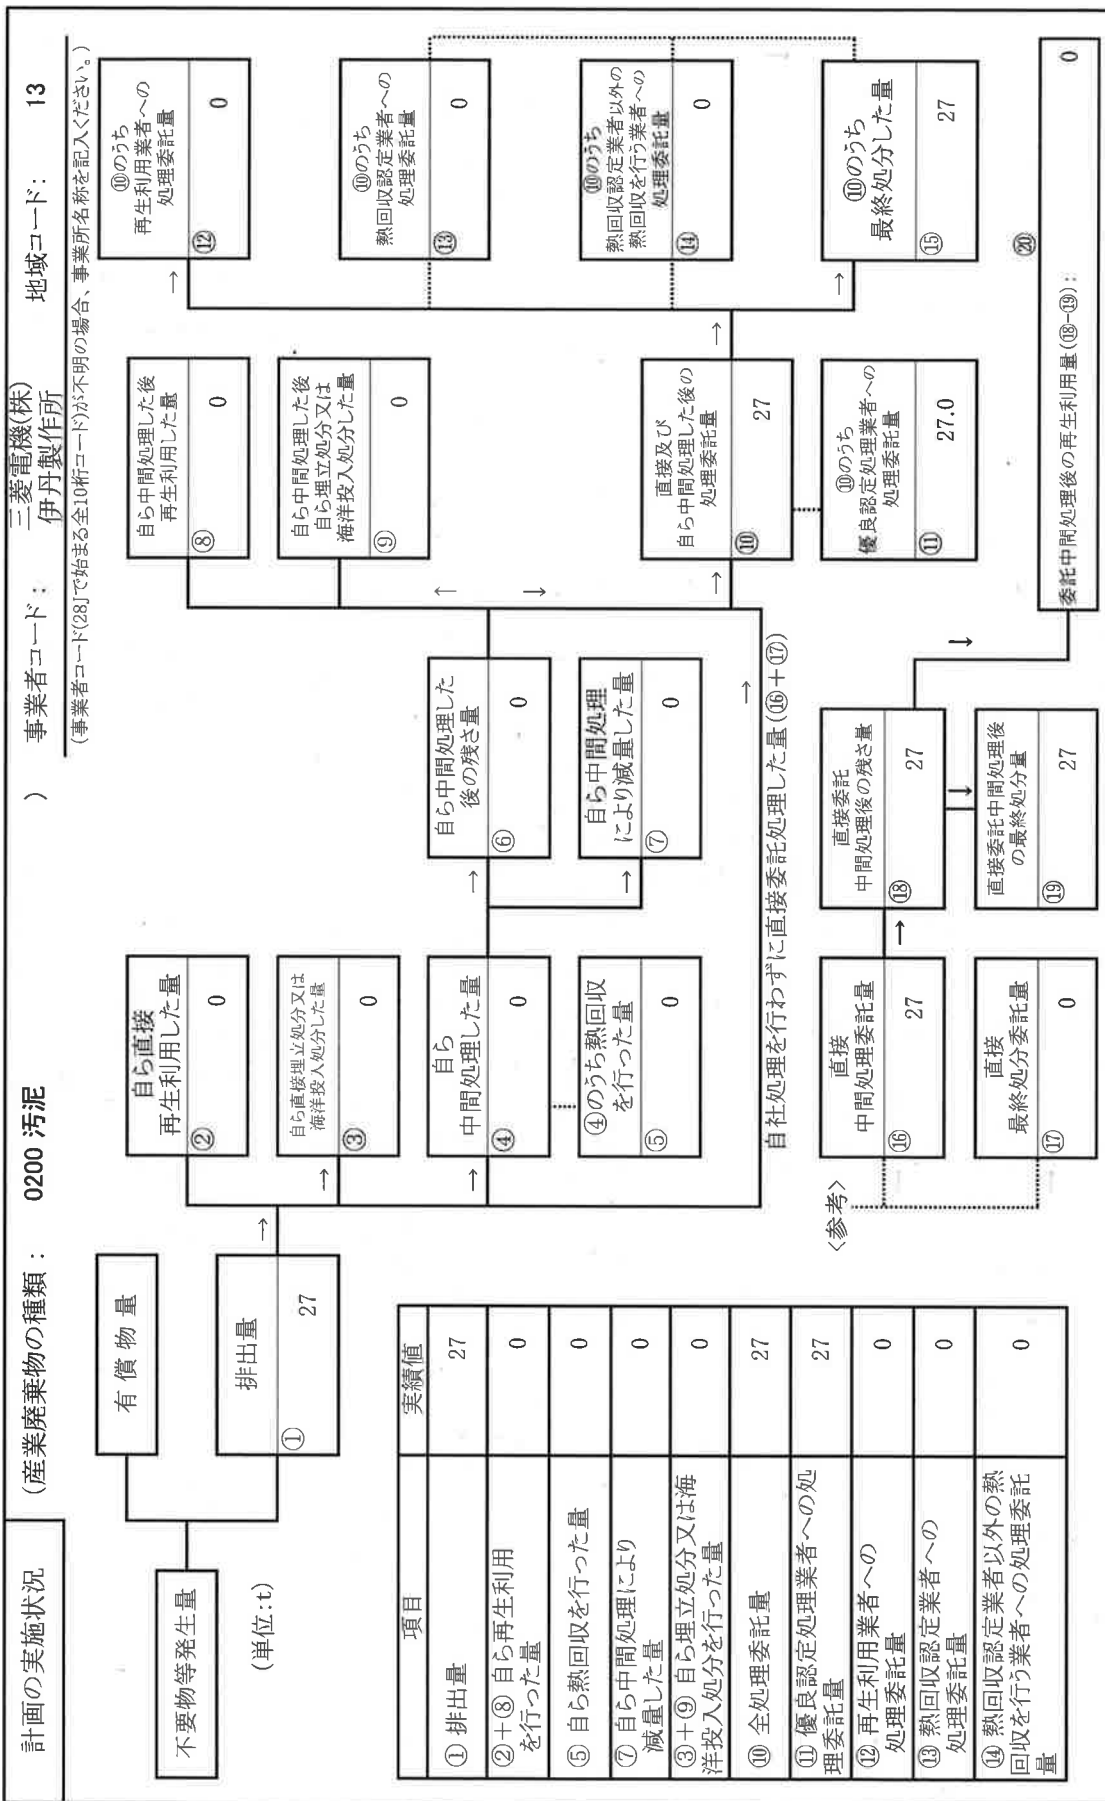 計画の実施状況
(産業廃棄物の種類：
0200 汚泥
)
事業者コード：
三菱電機(株)
伊丹製作所
地域コード：
13
(事業者コード(28」で始まる全10桁コード)が不明の場合、事業所名称を記入ください。)
不要物等発生量
(単位:t)
有償物量
排出量
① 27
自ら直接
再生利用した量
② 0
自ら直接埋立処分又は
海洋投入処分した量
③ 0
自ら
中間処理した量
④ 0
④のうち熱回収
を行った量
⑤ 0
自ら中間処理した
後の残さ量
⑥ 0
自ら中間処理
により減量した量
⑦ 0
自ら中間処理した後
再生利用した量
⑧ 0
自ら中間処理した後
自ら埋立処分又は
海洋投入処分した量
⑨ 0
直接及び
自ら中間処理した後の
処理委託量
⑩ 27
⑩のうち
優良認定処理業者への
処理委託量
⑪ 27.0
⑩のうち
再生利用業者への
処理委託量
⑫ 0
⑩のうち
熱回収認定業者への
処理委託量
⑬ 0
⑩のうち
熱回収認定業者以外の
熱回収を行う業者への
処理委託量
⑭ 0
⑩のうち
最終処分した量
⑮ 27
自社処理を行わずに直接委託処理した量(⑯＋⑰)
〈参考〉
直接
中間処理委託量
⑯ 27
直接
最終処分委託量
⑰ 0
直接委託
中間処理後の残さ量
⑱ 27
直接委託中間処理後
の最終処分量
⑲ 27
⑳
委託中間処理後の再生利用量(⑱-⑲)： 0
項目 実績値
① 排出量 27
②＋⑧ 自ら再生利用
を行った量 0
⑤ 自ら熱回収を行った量 0
⑦ 自ら中間処理により
減量した量 0
③＋⑨ 自ら埋立処分又は海
洋投入処分を行った量 0
⑩ 全処理委託量 27
⑪ 優良認定処理業者への処
理委託量 27
⑫ 再生利用業者への
処理委託量 0
⑬ 熱回収認定業者への
処理委託量 0
⑭ 熱回収認定業者以外の熱
回収を行う業者への処理委託
量 0